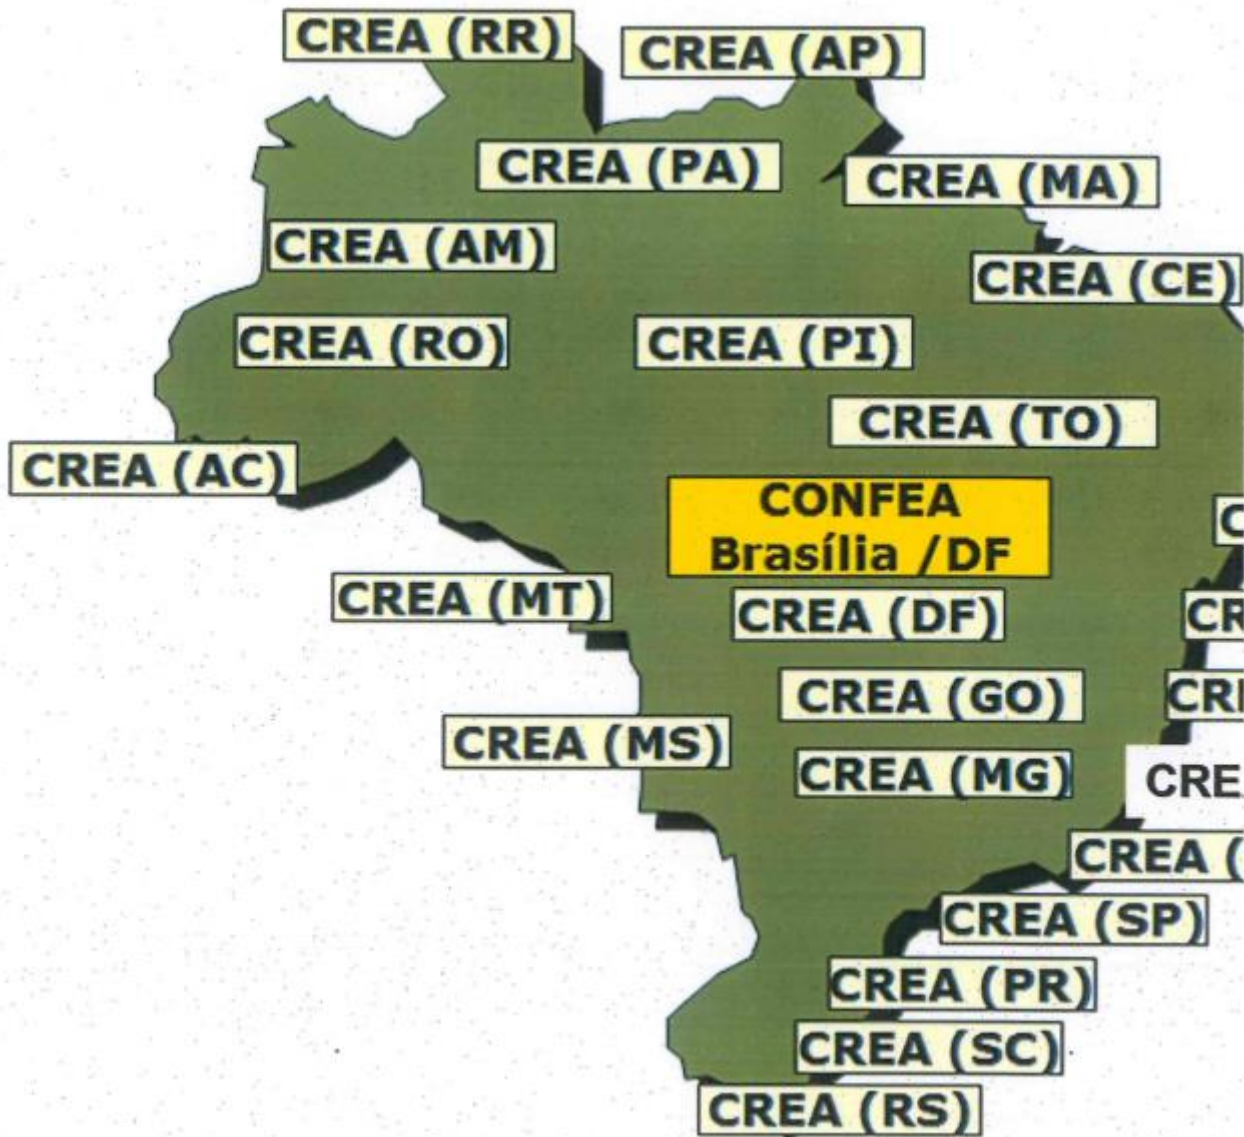 CREA (RR)
CREA (AP)
CREA (PA)
CREA (MA)
CREA (AM)
CREA (CE)
CREA (RO)
CREA (PI)
CREA (TO)
CREA (AC)
CONFEA
Brasília /DF
CREA (MT)
CREA (DF)
CREA (GO)
CREA (MS)
CREA (MG)
CREA (
CREA (SP)
CREA (PR)
CREA (SC)
CREA (RS)